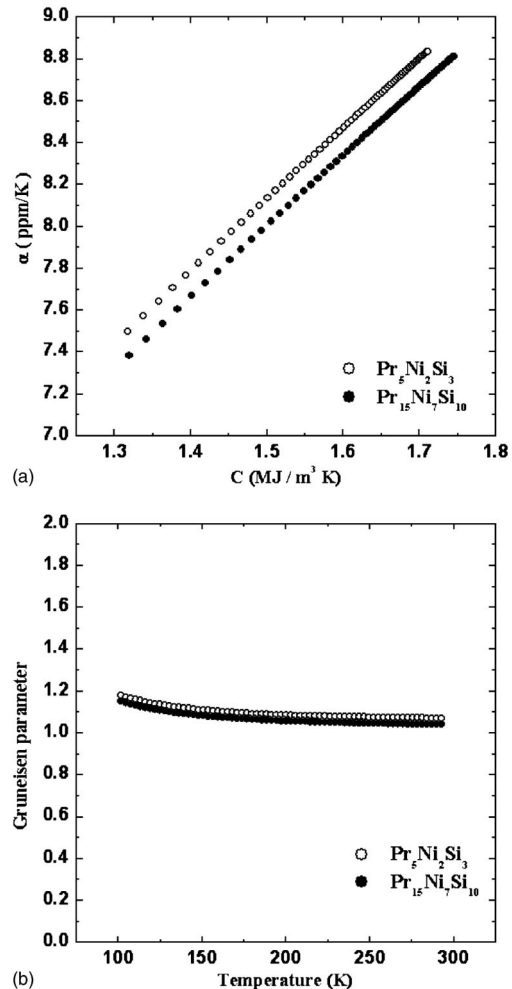 9.0
8.8
8.6
8.4
8.2
8.0
7.8
7.6
7.4
7.2
7.0
α ( ppm/K )
Pr₅Ni₂Si₃
Pr₁₅Ni₇Si₁₀
1.3 1.4 1.5 1.6 1.7 1.8
(a)
C (MJ / m³ K)
2.0
1.8
1.6
1.4
1.2
1.0
0.8
0.6
0.4
0.2
0.0
Gruneisen parameter
Pr₅Ni₂Si₃
Pr₁₅Ni₇Si₁₀
100 150 200 250 300
(b)
Temperature (K)